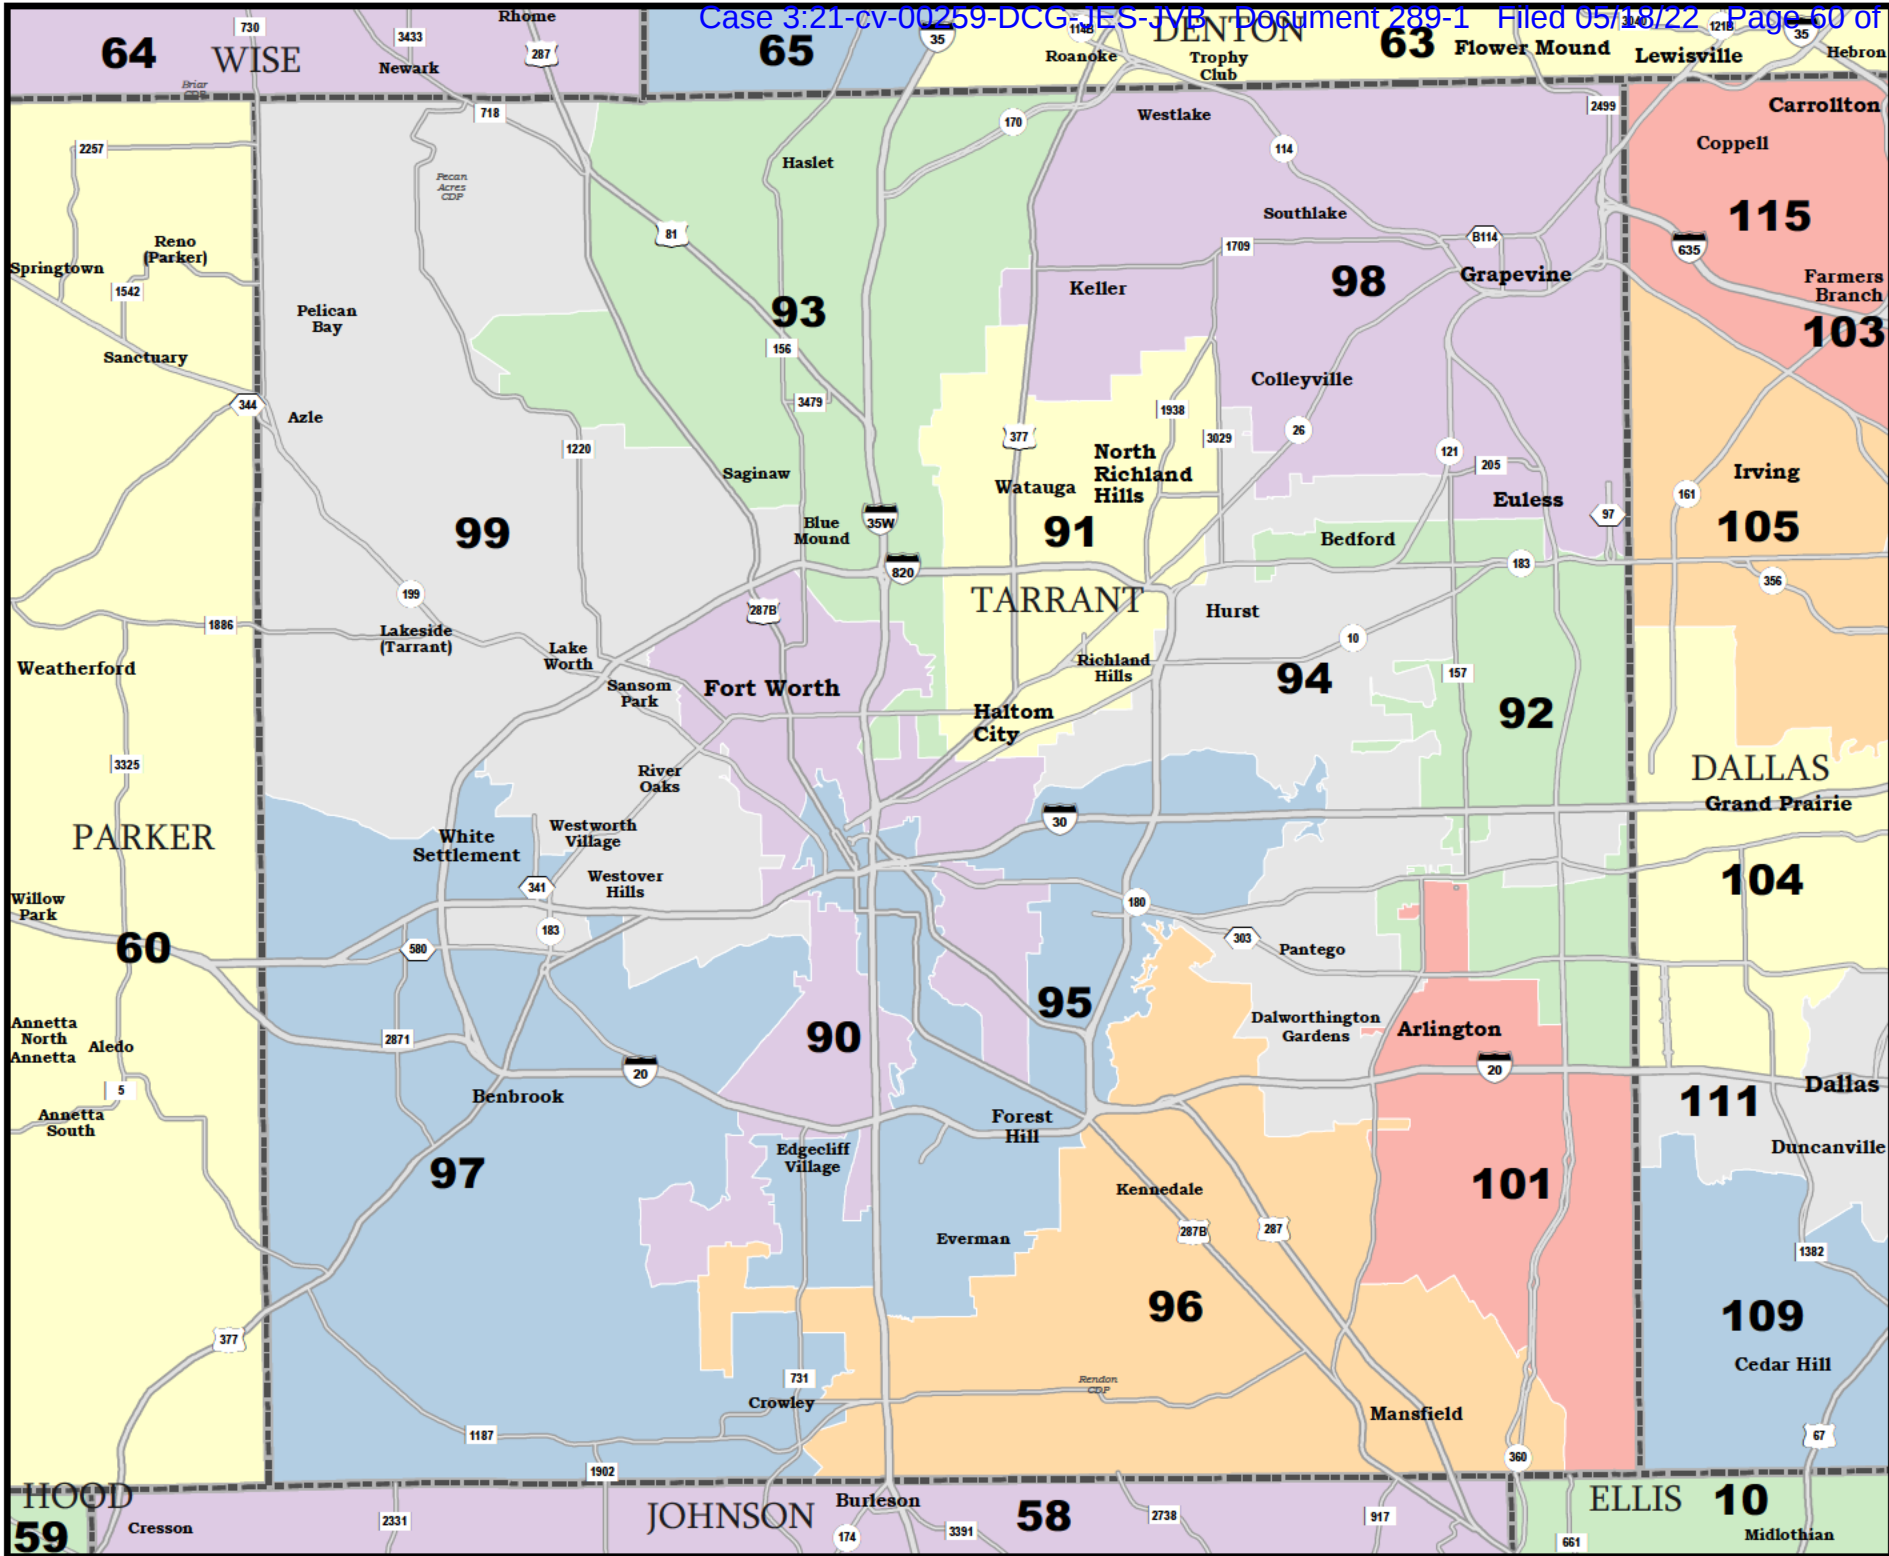 Case 3:21-cv-00259-DCG-JES-JVB Document 289-1 Filed 05/18/22 Page 60 of
Rhome
730
3433
287
64
WISE
Newark
Briar
CDP
65
35
114B
Roanoke
DENTON
Trophy
Club
63
Flower Mound
3040
121B
35
Lewisville
Hebron
718
170
Westlake
2499
Carrollton
2257
Haslet
114
Coppell
Pecan
Acres
CDP
Southlake
115
81
1709
B114
635
Reno
(Parker)
Springtown
1542
Keller
98
Grapevine
Farmers
Branch
Pelican
Bay
93
103
Sanctuary
156
Colleyville
344
Azle
3479
1938
377
3029
26
1220
121
205
North
Richland
Hills
Saginaw
Watauga
Irving
Euless
161
97
99
Blue
Mound
35W
91
Bedford
105
820
183
356
199
287B
TARRANT
Hurst
1886
Lakeside
(Tarrant)
Lake
Worth
10
Weatherford
Richland
Hills
157
Sansom
Park
Fort Worth
94
92
Haltom
City
3325
River
Oaks
DALLAS
Grand Prairie
PARKER
White
Settlement
Westworth
Village
30
341
Westover
Hills
104
Willow
Park
180
60
580
183
303
Pantego
95
Annetta
North
Annetta
Aledo
2871
90
Dalworthington
Gardens
Arlington
20
20
5
Benbrook
111
Dallas
Annetta
South
Forest
Hill
Duncanville
Edgecliff
Village
97
Kennedale
101
287B
287
Everman
1382
96
109
377
Cedar Hill
731
Rendon
CDP
Crowley
Mansfield
1187
67
1902
360
HOOD
59
Cresson
2331
JOHNSON
Burleson
174
3391
58
2738
917
ELLIS
10
661
Midlothian